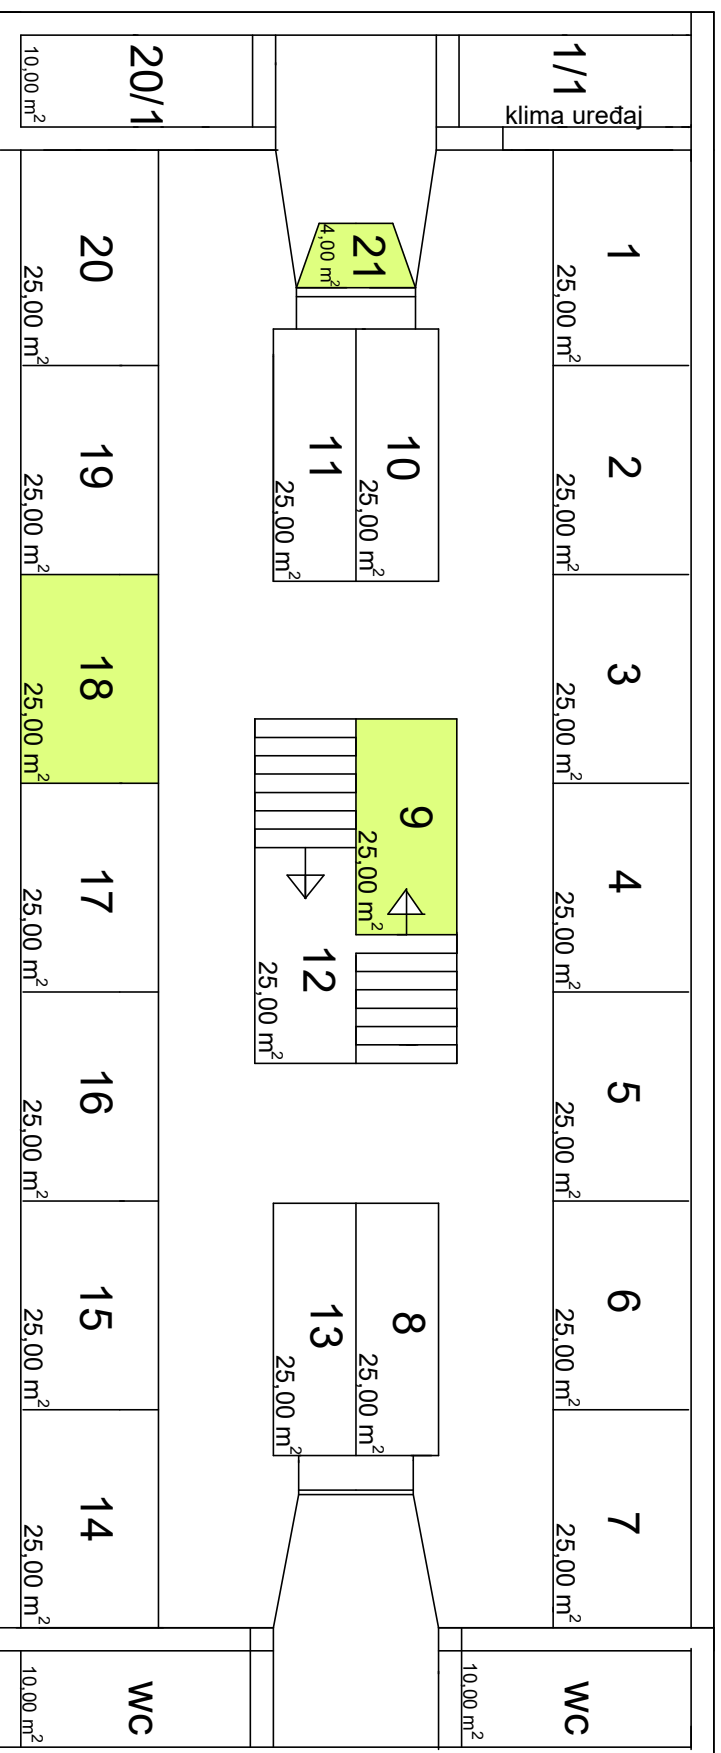 20/1
10,00 m²
1/1
klima uređaj
20
25,00 m²
21
4,00 m²
1
25,00 m²
19
25,00 m²
11
25,00 m²
10
25,00 m²
2
25,00 m²
18
25,00 m²
3
25,00 m²
9
25,00 m²
17
25,00 m²
12
25,00 m²
4
25,00 m²
16
25,00 m²
5
25,00 m²
15
25,00 m²
13
25,00 m²
8
25,00 m²
6
25,00 m²
14
25,00 m²
7
25,00 m²
WC
10,00 m²
WC
10,00 m²